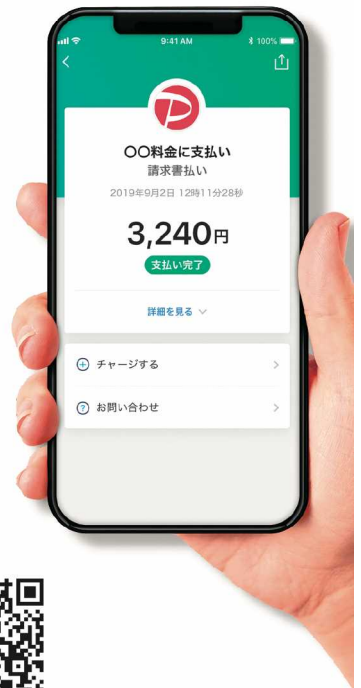 9:41 AM
100%
〇〇料金に支払い
請求書払い
2019年9月2日 12時11分28秒
3,240円
支払い完了
詳細を見る
チャージする
お問い合わせ